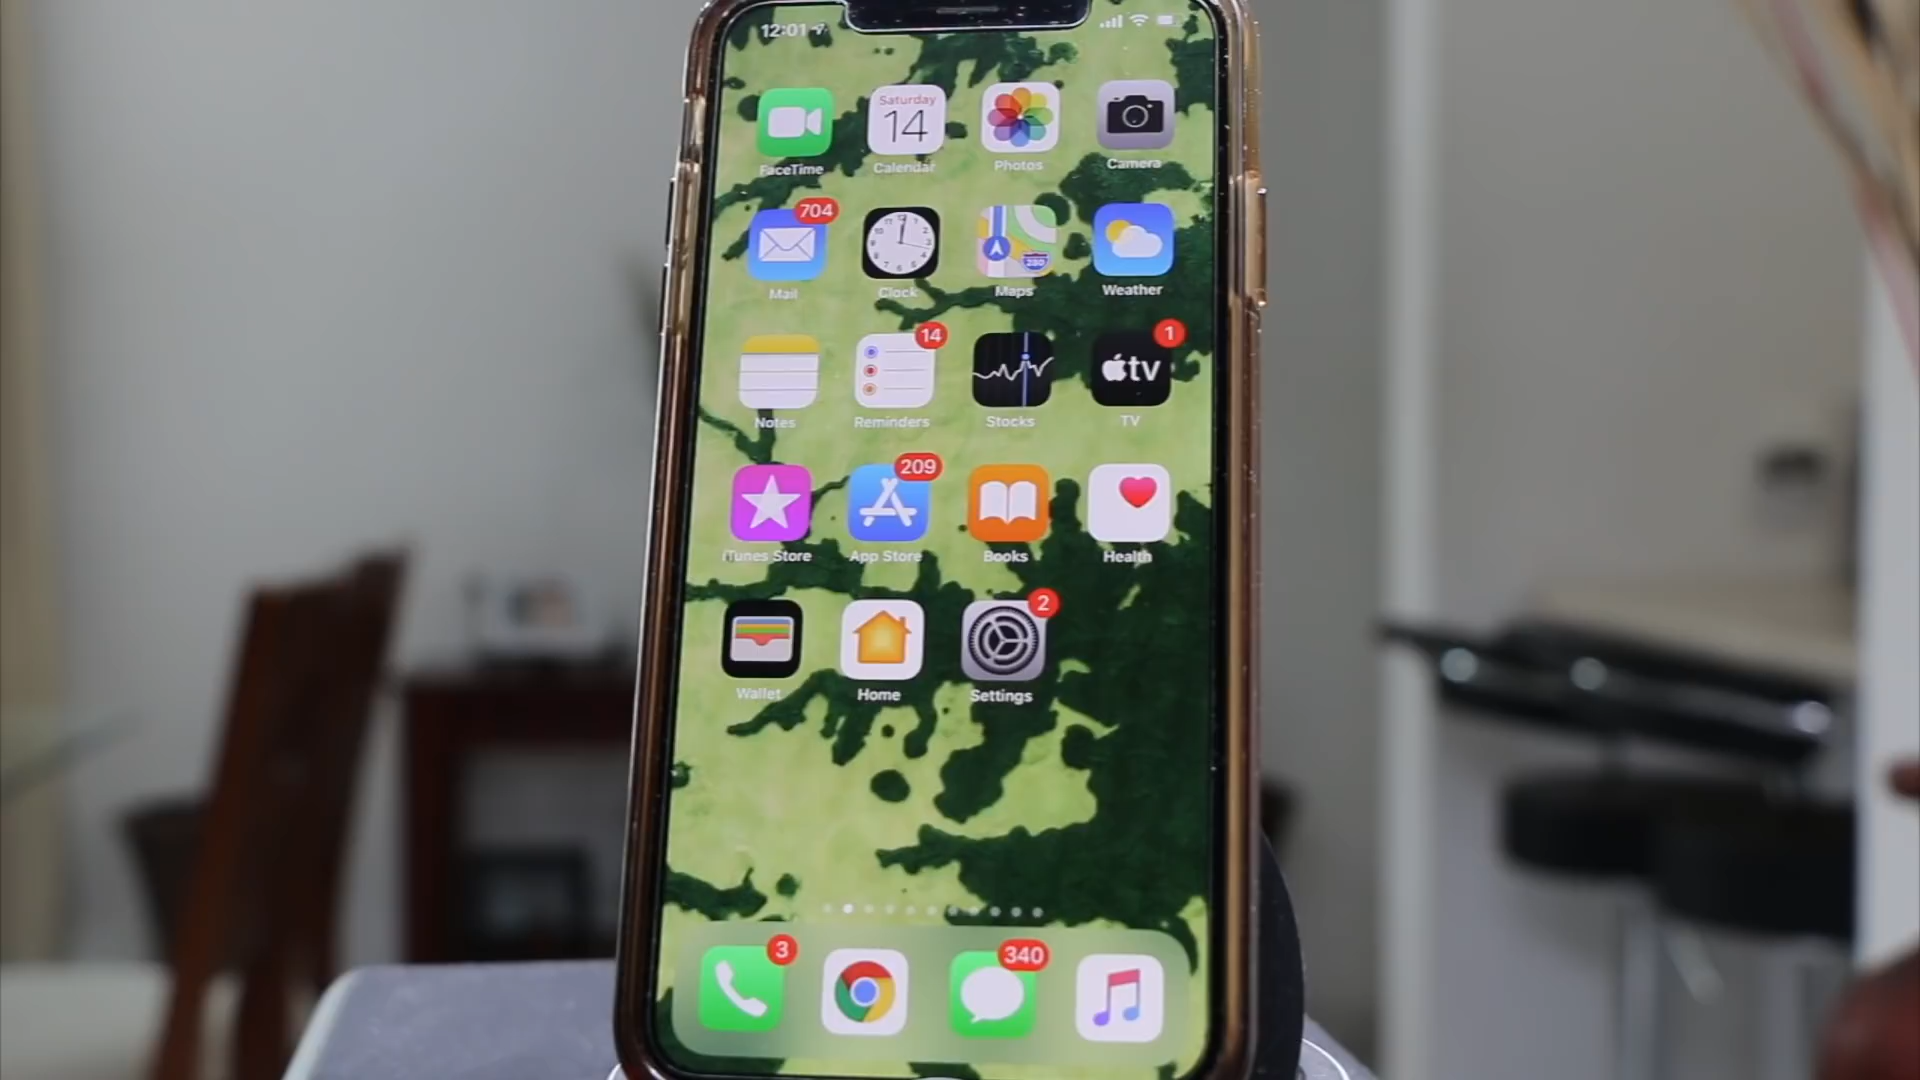 12:01
Saturday
14
FaceTime Calendar Photos Camera
704
280
Mail Clock Maps Weather
14 1
tv
Notes Reminders Stocks TV
209
iTunes Store App Store Books Health
2
Wallet Home Settings
3 340